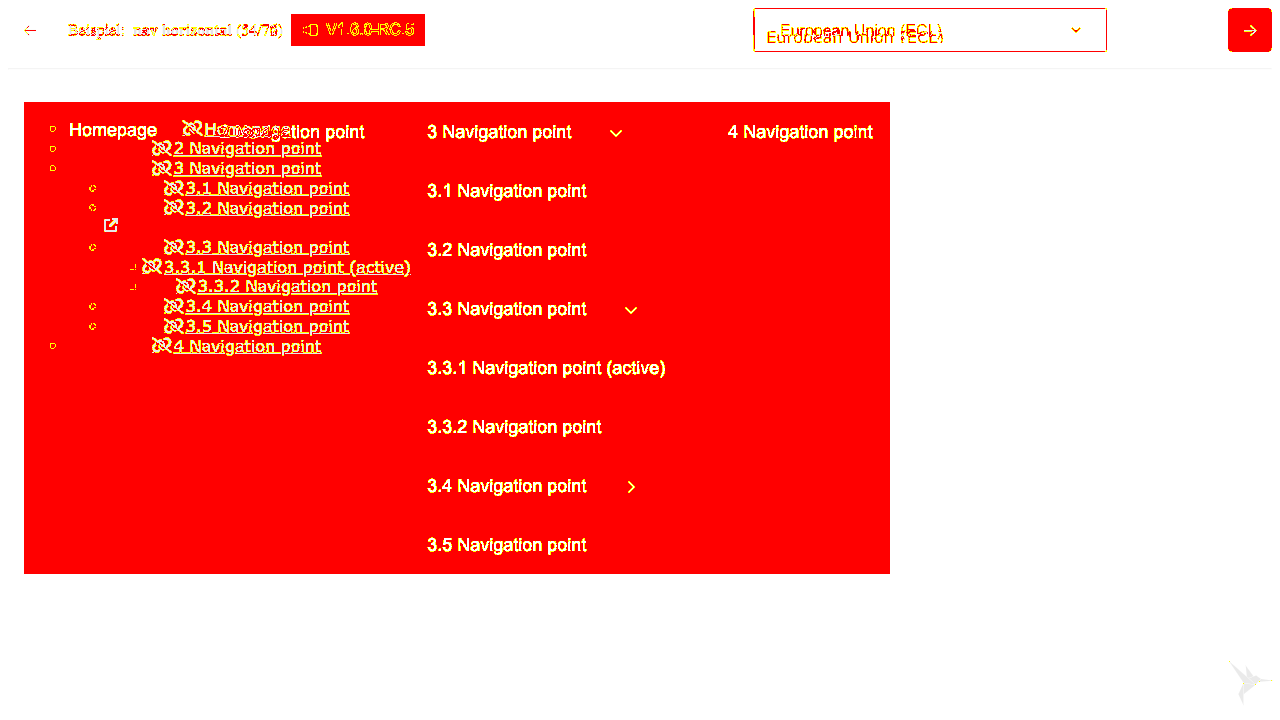 Beispiel: nav horizontal (34/76) V1.0.0-RC.5
European Union (ECL)
European Union (ECL)
Homepage Homepage
Navigation point
3 Navigation point
4 Navigation point
2 Navigation point
3 Navigation point
3.1 Navigation point
3.2 Navigation point
3.3 Navigation point
3.3.1 Navigation point (active)
3.3.2 Navigation point
3.4 Navigation point
3.5 Navigation point
4 Navigation point
3.1 Navigation point
3.2 Navigation point
3.3 Navigation point
3.3.1 Navigation point (active)
3.3.2 Navigation point
3.4 Navigation point
3.5 Navigation point